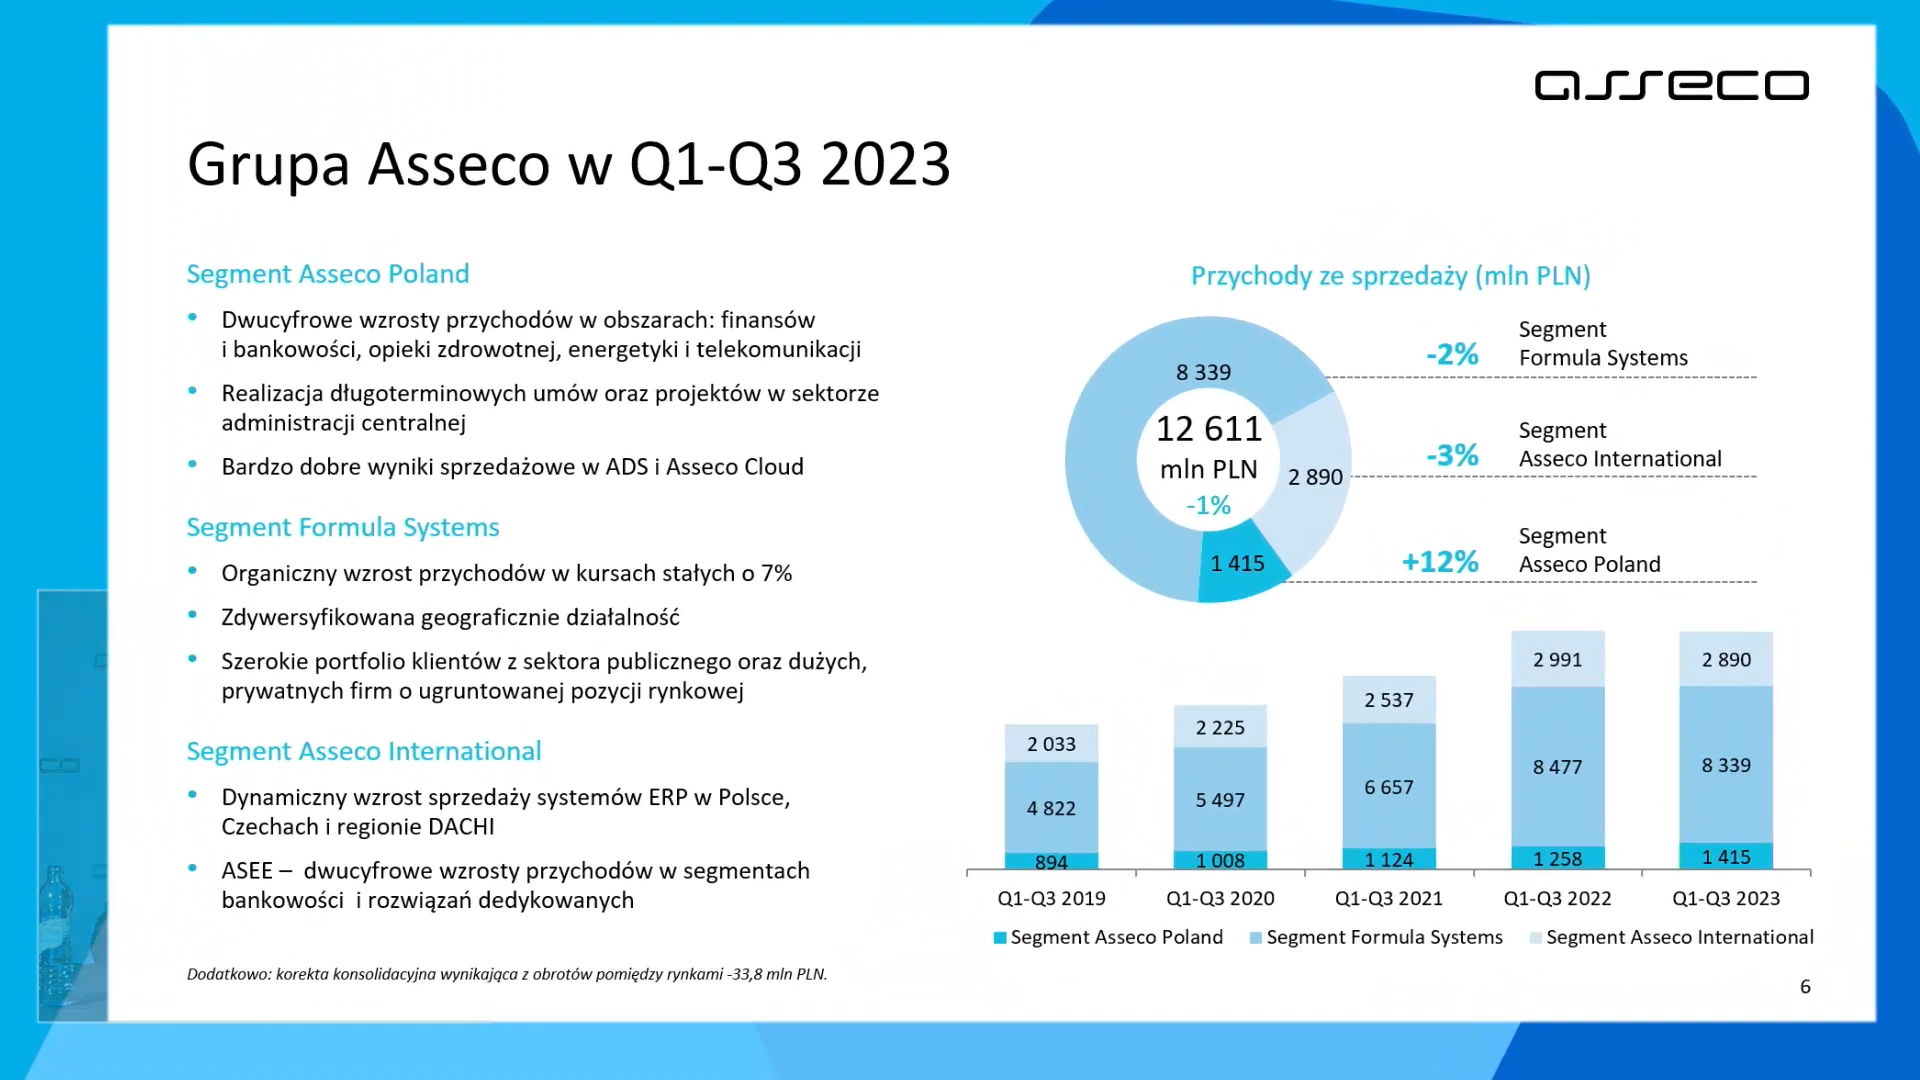 asseco
Grupa Asseco w Q1-Q3 2023
Segment Asseco Poland
• Dwucyfrowe wzrosty przychodów w obszarach: finansów
i bankowości, opieki zdrowotnej, energetyki i telekomunikacji
• Realizacja długoterminowych umów oraz projektów w sektorze
administracji centralnej
• Bardzo dobre wyniki sprzedażowe w ADS i Asseco Cloud
Segment Formula Systems
• Organiczny wzrost przychodów w kursach stałych o 7%
• Zdywersyfikowana geograficznie działalność
• Szerokie portfolio klientów z sektora publicznego oraz dużych,
prywatnych firm o ugruntowanej pozycji rynkowej
Segment Asseco International
• Dynamiczny wzrost sprzedaży systemów ERP w Polsce,
Czechach i regionie DACHI
• ASEE – dwucyfrowe wzrosty przychodów w segmentach
bankowości i rozwiązań dedykowanych
Dodatkowo: korekta konsolidacyjna wynikająca z obrotów pomiędzy rynkami -33,8 mln PLN.
Przychody ze sprzedaży (mln PLN)
8 339
12 611
mln PLN
-1%
2 890
1 415
-2%
Segment
Formula Systems
-3%
Segment
Asseco International
+12%
Segment
Asseco Poland
2 033
4 822
894
2 225
5 497
1 008
2 537
6 657
1 124
2 991
8 477
1 258
2 890
8 339
1 415
Q1-Q3 2019 Q1-Q3 2020 Q1-Q3 2021 Q1-Q3 2022 Q1-Q3 2023
Segment Asseco Poland Segment Formula Systems Segment Asseco International
6